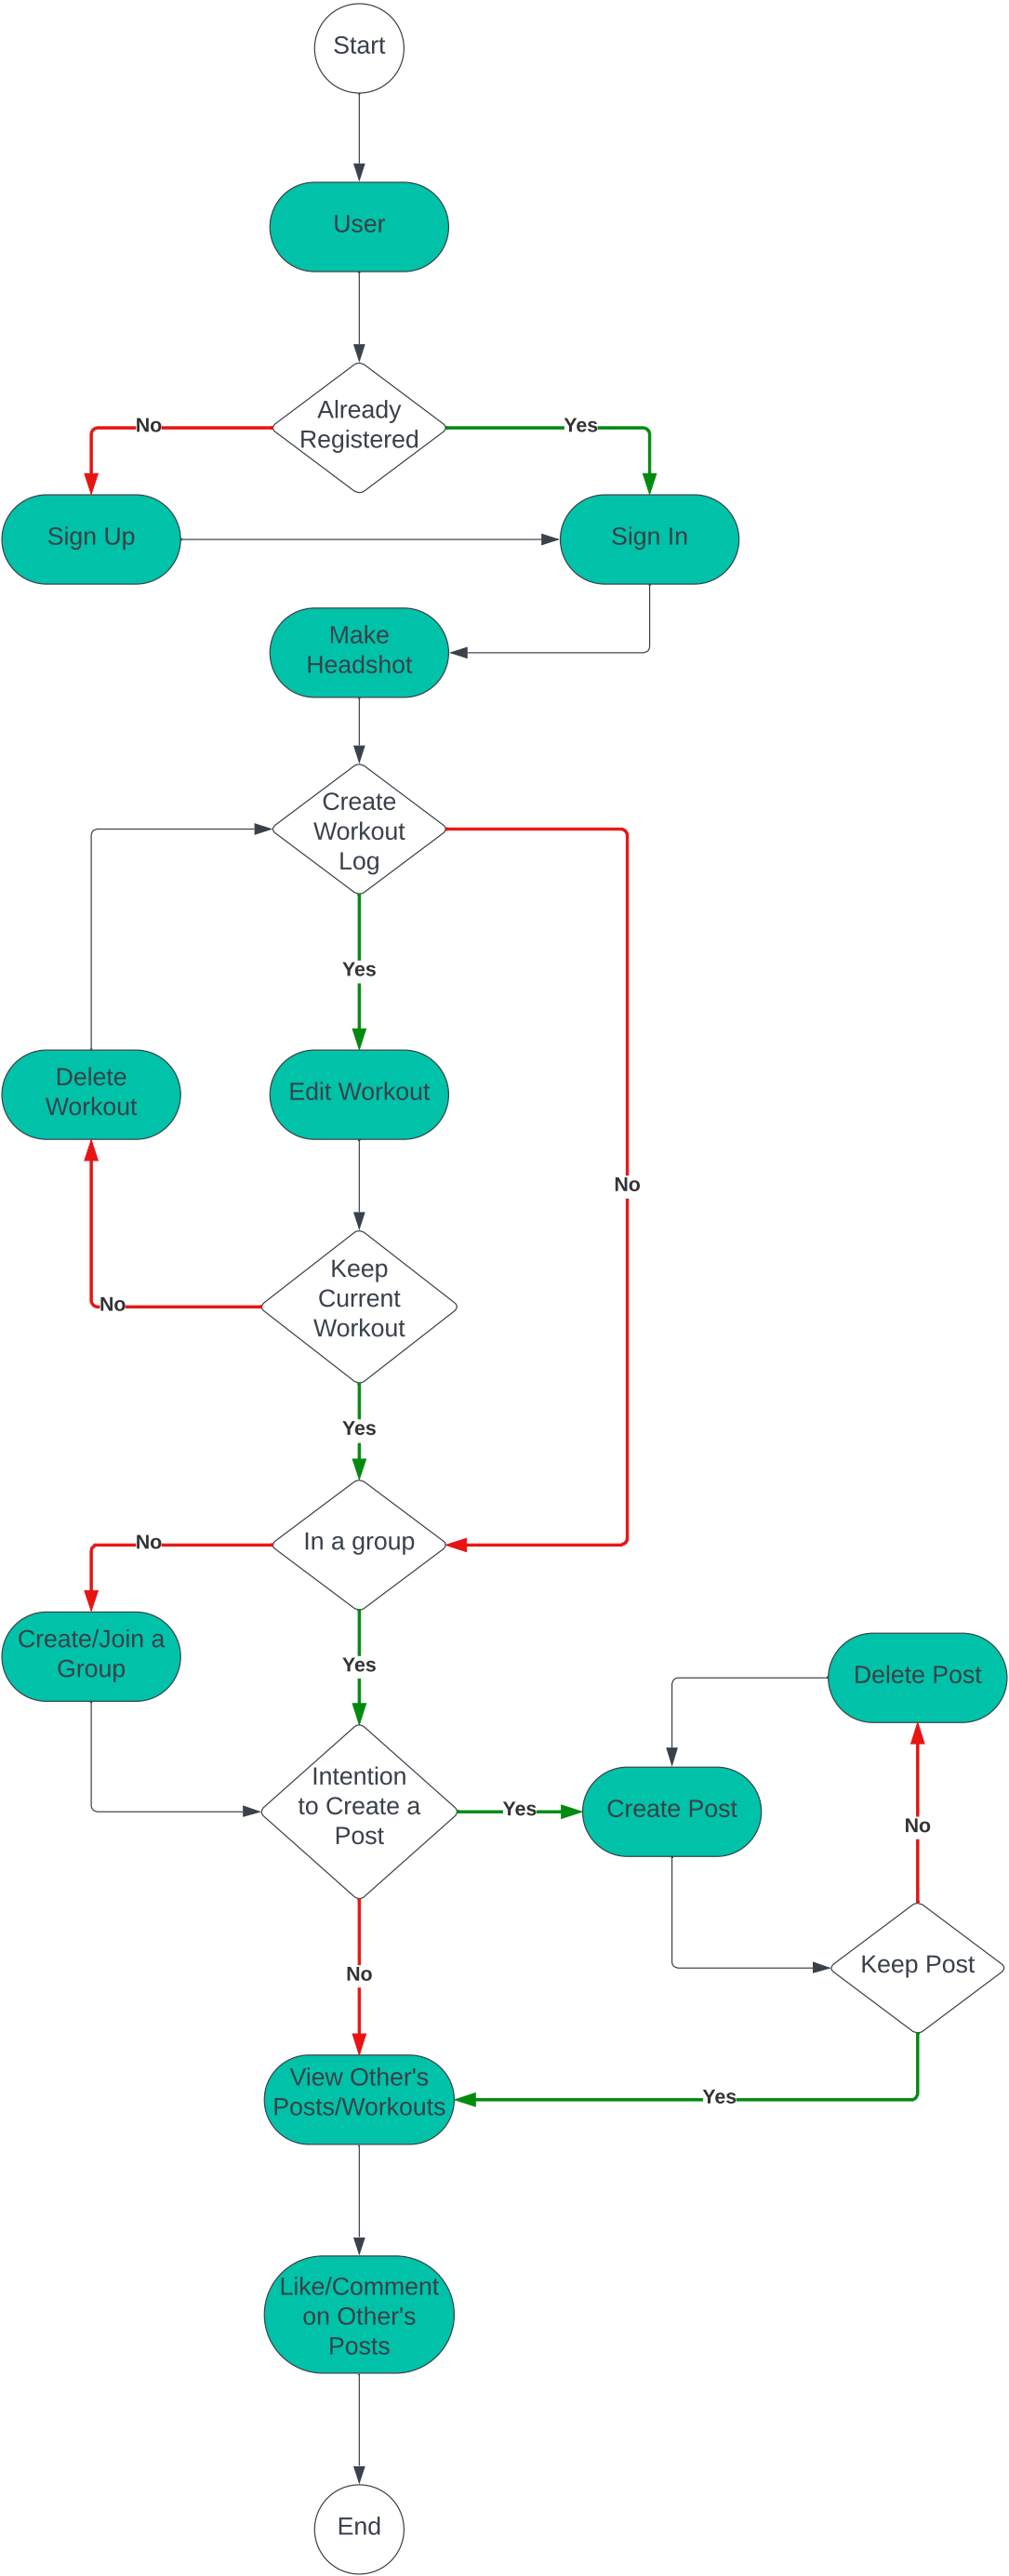 Start
User
Already
Registered
No
Yes
Sign Up
Sign In
Make
Headshot
Create
Workout
Log
Yes
Delete
Workout
Edit Workout
No
Keep
Current
Workout
No
Yes
In a group
No
Create/Join a
Group
Yes
Delete Post
Intention
to Create a
Post
Yes
Create Post
No
Keep Post
No
View Other's
Posts/Workouts
Yes
Like/Comment
on Other's
Posts
End